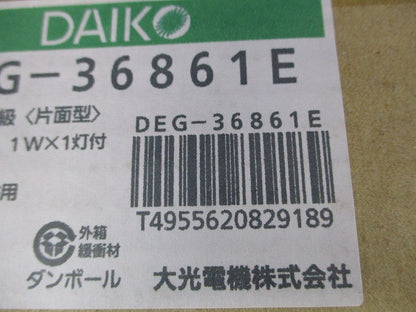 DAIKO
G-36861E
級〈片面型〉
1W×1灯付
用
DEG-36861E
T4955620829189
外箱
緩衝材
ダンボール
大光電機株式会社